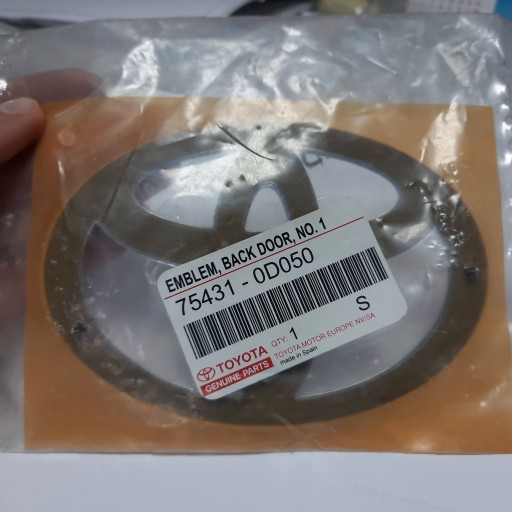 EMBLEM, BACK DOOR, NO. 1
75431 - 0D050
S
TOYOTA
GENUINE PARTS
QTY: 1
TOYOTA MOTOR EUROPE NV/SA
made in Spain